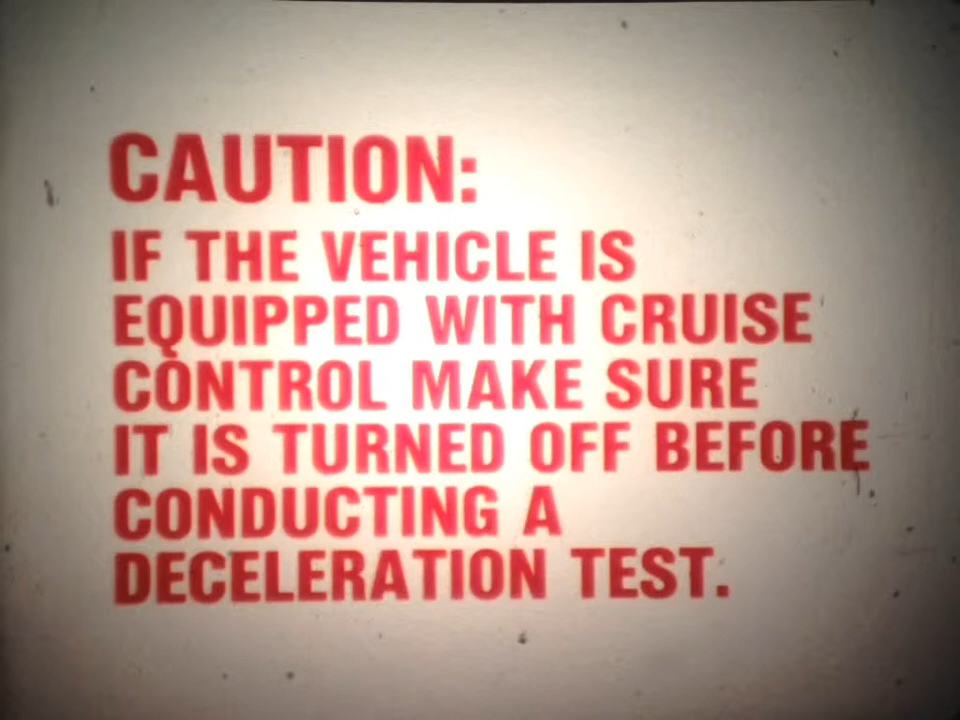 CAUTION:
IF THE VEHICLE IS
EQUIPPED WITH CRUISE
CONTROL MAKE SURE
IT IS TURNED OFF BEFORE
CONDUCTING A
DECELERATION TEST.